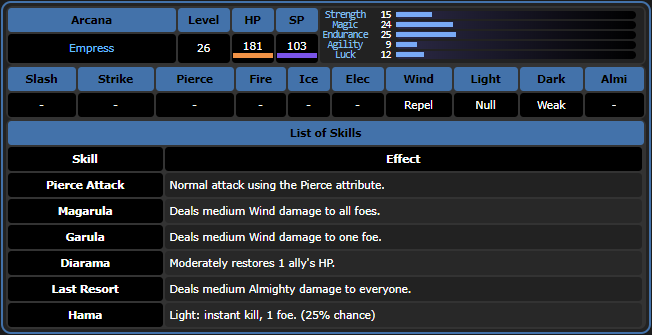 Arcana Level HP SP
Empress 26 181 103
Strength 15
Magic 24
Endurance 25
Agility 9
Luck 12
Slash Strike Pierce Fire Ice Elec Wind Light Dark Almi
- - - - - - Repel Null Weak -
List of Skills
Skill Effect
Pierce Attack Normal attack using the Pierce attribute.
Magarula Deals medium Wind damage to all foes.
Garula Deals medium Wind damage to one foe.
Diarama Moderately restores 1 ally's HP.
Last Resort Deals medium Almighty damage to everyone.
Hama Light: instant kill, 1 foe. (25% chance)